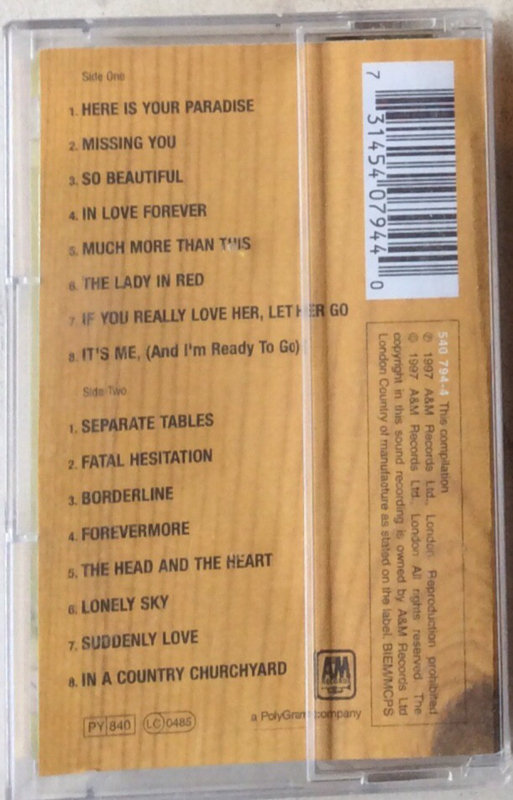 Side One
1. HERE IS YOUR PARADISE
2. MISSING YOU
3. SO BEAUTIFUL
4. IN LOVE FOREVER
5. MUCH MORE THAN THIS
6. THE LADY IN RED
7. IF YOU REALLY LOVE HER, LET HER GO
8. IT'S ME, (And I'm Ready To Go)
Side Two
1. SEPARATE TABLES
2. FATAL HESITATION
3. BORDERLINE
4. FOREVERMORE
5. THE HEAD AND THE HEART
6. LONELY SKY
7. SUDDENLY LOVE
8. IN A COUNTRY CHURCHYARD
PY 840
LC 0485
a PolyGram company
A&M
RECORDS
7 31454 07944 0
540 794-4 This compilation
℗ 1997 A&M Records Ltd., London. Reproduction prohibited
© 1997 A&M Records Ltd. London All rights reserved. The
copyright in this sound recording is owned by A&M Records Ltd
London Country of manufacture as stated on the label. BIEM/MCPS